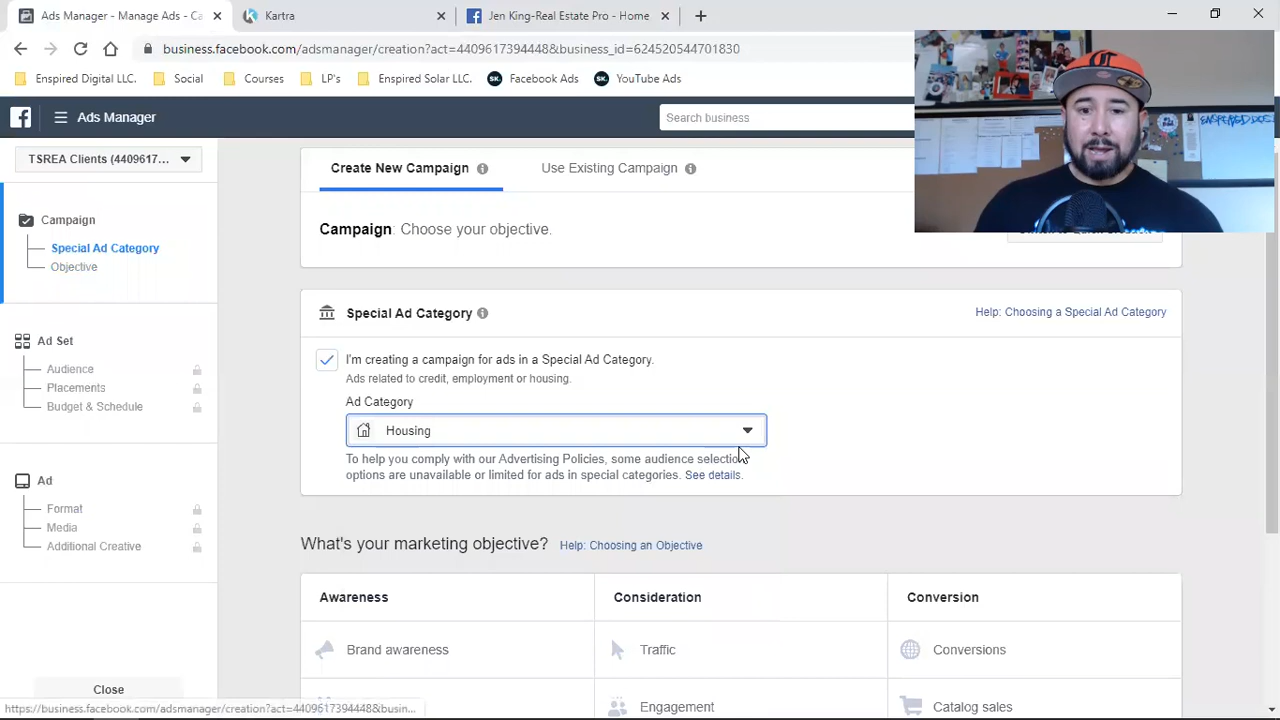 Ads Manager - Manage Ads - Ca
Kartra
Jen King-Real Estate Pro - Home
business.facebook.com/adsmanager/creation?act=4409617394448&business_id=624520544701830
Enspired Digital LLC.
Social
Courses
LP's
Enspired Solar LLC.
SK. Facebook Ads
SK. YouTube Ads
Ads Manager
Search business
TSREA Clients (4409617...
Create New Campaign
Use Existing Campaign
Campaign: Choose your objective.
Campaign
Special Ad Category
Objective
Ad Set
Audience
Placements
Budget & Schedule
Ad
Format
Media
Additional Creative
Close
Special Ad Category
Help: Choosing a Special Ad Category
I'm creating a campaign for ads in a Special Ad Category.
Ads related to credit, employment or housing.
Ad Category
Housing
To help you comply with our Advertising Policies, some audience selection
options are unavailable or limited for ads in special categories. See details.
What's your marketing objective?
Help: Choosing an Objective
Awareness
Consideration
Conversion
Brand awareness
Traffic
Conversions
Engagement
Catalog sales
https://business.facebook.com/adsmanager/creation?act=4409617394448&busin...